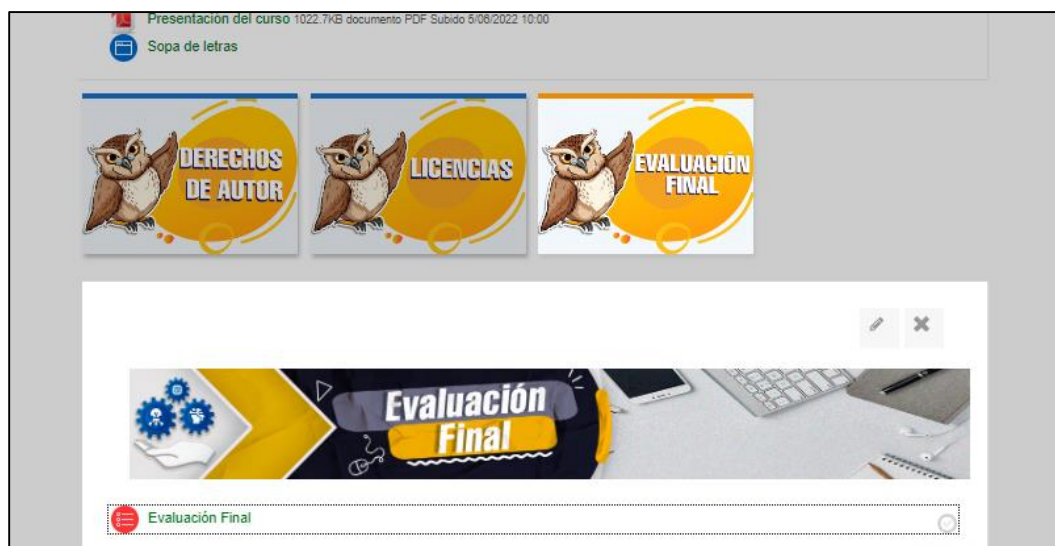 Presentación del curso 1022.7KB documento PDF Subido 5/06/2022 10:00
Sopa de letras
DERECHOS
DE AUTOR
LICENCIAS
EVALUACIÓN
FINAL
Evaluación
Final
Evaluación Final